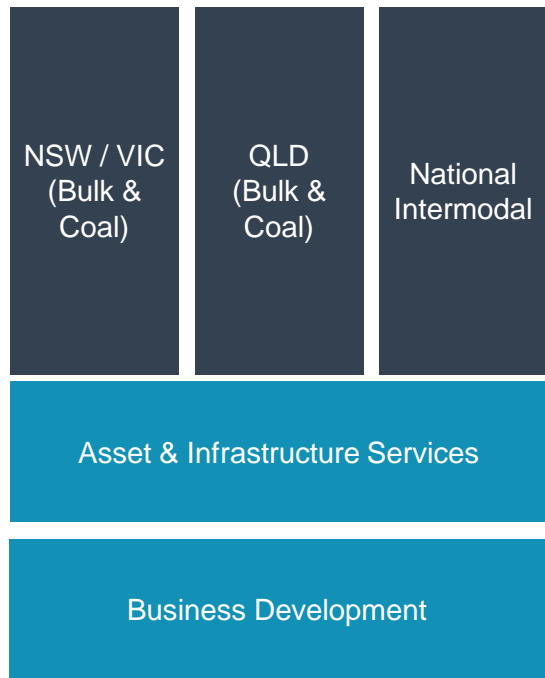 NSW / VIC
(Bulk &
Coal)
QLD
(Bulk &
Coal)
National
Intermodal
Asset & Infrastructure Services
Business Development